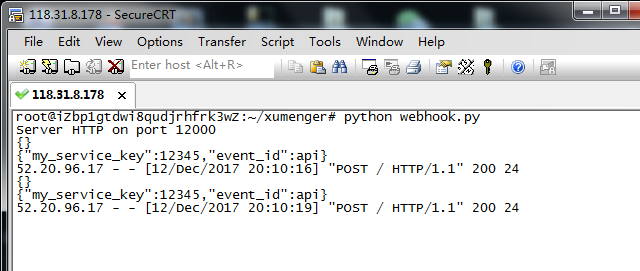 118.31.8.178 - SecureCRT
File Edit View Options Transfer Script Tools Window Help
Enter host <Alt+R>
118.31.8.178 x
root@iZbp1gtdwi8qudjrhfrk3wZ:~/xumenger# python webhook.py
Server HTTP on port 12000
{}
{"my_service_key":12345,"event_id":api}
52.20.96.17 - - [12/Dec/2017 20:10:16] "POST / HTTP/1.1" 200 24
{}
{"my_service_key":12345,"event_id":api}
52.20.96.17 - - [12/Dec/2017 20:10:19] "POST / HTTP/1.1" 200 24